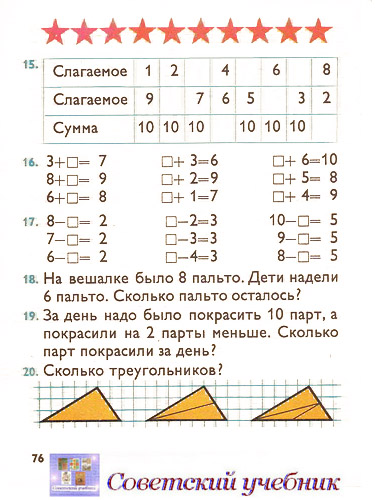 15. Слагаемое 1 2 4 6 8
Слагаемое 9 7 6 5 3 2
Сумма 10 10 10 10 10 10
16. 3+□= 7 □+ 3=6 □+ 6=10
8+□= 9 □+ 2=9 □+ 5= 8
6+□= 8 □+ 1=7 □+ 4= 9
17. 8−□= 2 □−2=3 10−□= 5
7−□= 2 □−3=3 9−□= 5
6−□= 2 □−4=3 8−□= 5
18. На вешалке было 8 пальто. Дети надели
6 пальто. Сколько пальто осталось?
19. За день надо было покрасить 10 парт, а
покрасили на 2 парты меньше. Сколько
парт покрасили за день?
20. Сколько треугольников?
76
Советский учебник